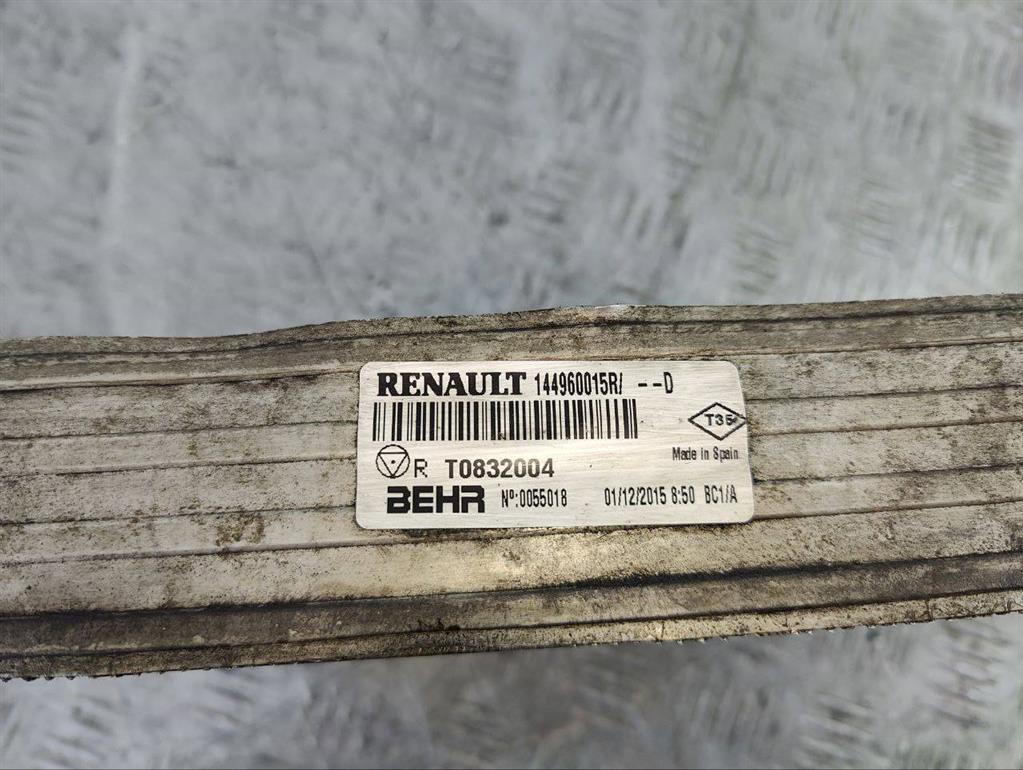 RENAULT 144960015R/ --D
T35
Made in Spain
R T0832004
BEHR Nº:0055018 01/12/2015 8:50 BC1/A